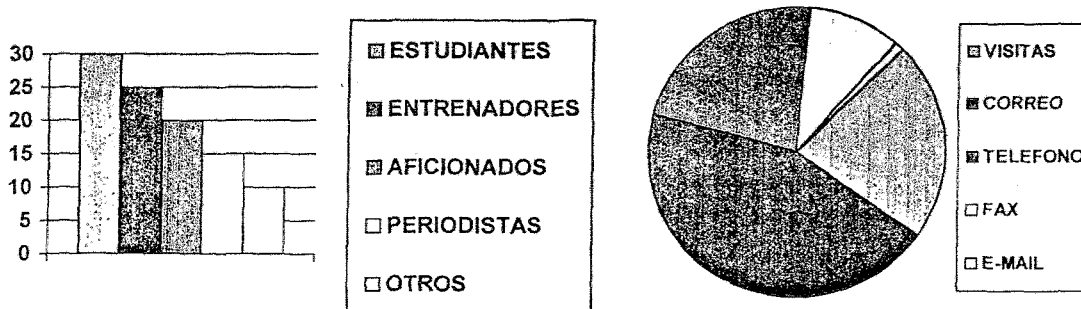 30
25
20
15
10
5
0
ESTUDIANTES
ENTRENADORES
AFICIONADOS
PERIODISTAS
OTROS
VISITAS
CORREO
TELEFONO
FAX
E-MAIL